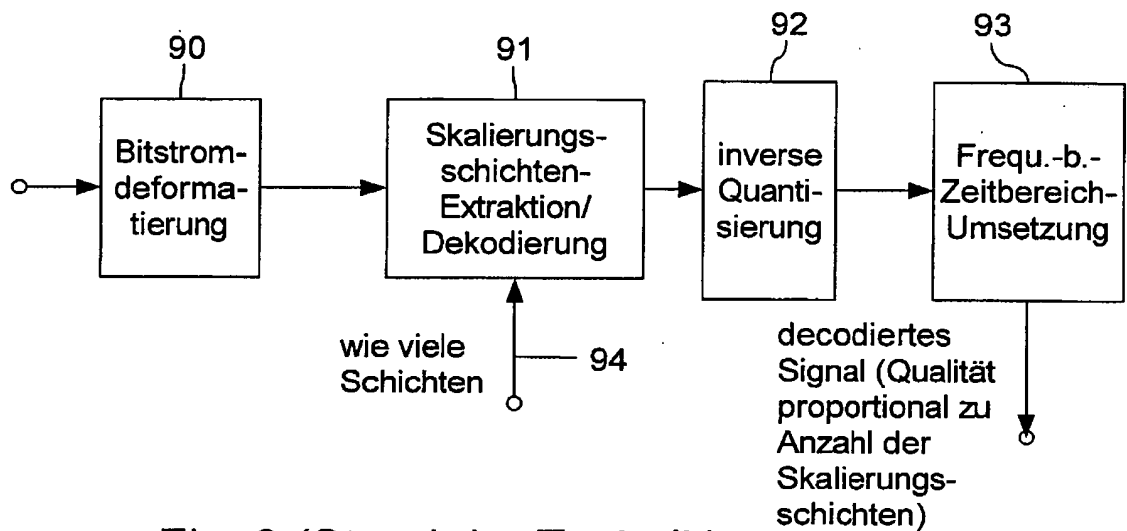 90
91
92
93
Bitstrom-
deforma-
tierung
Skalierungs-
schichten-
Extraktion/
Dekodierung
inverse
Quanti-
sierung
Frequ.-b.-
Zeitbereich-
Umsetzung
wie viele
Schichten
94
decodiertes
Signal (Qualität
proportional zu
Anzahl der
Skalierungs-
schichten)